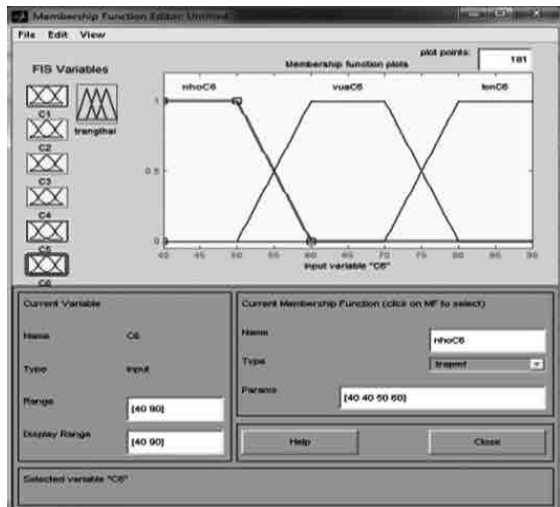 Membership Function Editor: Untitled
File Edit View
FIS Variables
plot points: 181
Membership function plots
nhoC6 vuaC6 lonC6
C1
trangthai
C2
C3
C4
C5
C6
1
0.5
0
40 45 50 55 60 65 70 75 80 85 90
input variable "C6"
Current Variable
Name C6
Type input
Range [40 90]
Display Range [40 90]
Current Membership Function (click on MF to select)
Name nhoC6
Type trapmf
Params [40 40 50 60]
Help Close
Selected variable "C6"